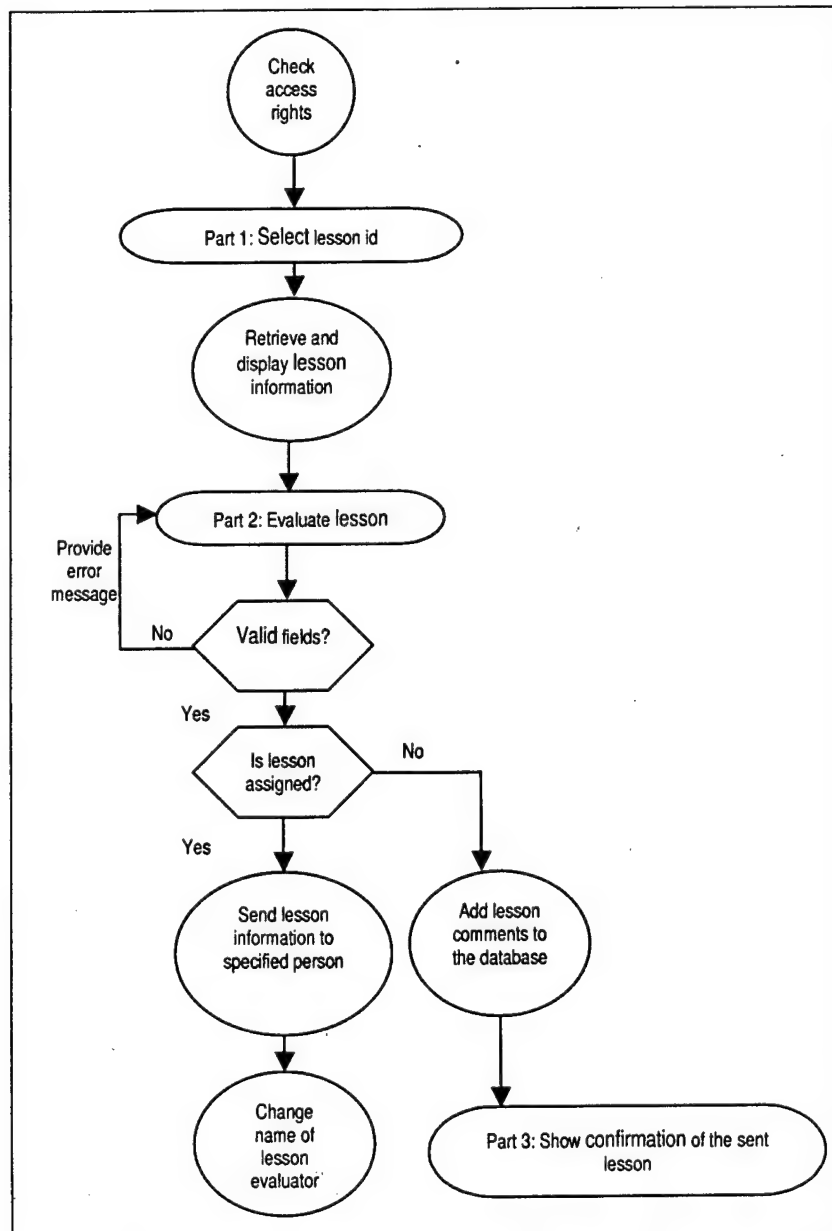 Check
access
rights
Part 1: Select lesson id
Retrieve and
display lesson
information
Part 2: Evaluate lesson
Provide
error
message
No
Valid fields?
Yes
Is lesson
assigned?
No
Yes
Send lesson
information to
specified person
Add lesson
comments to
the database
Change
name of
lesson
evaluator
Part 3: Show confirmation of the sent
lesson